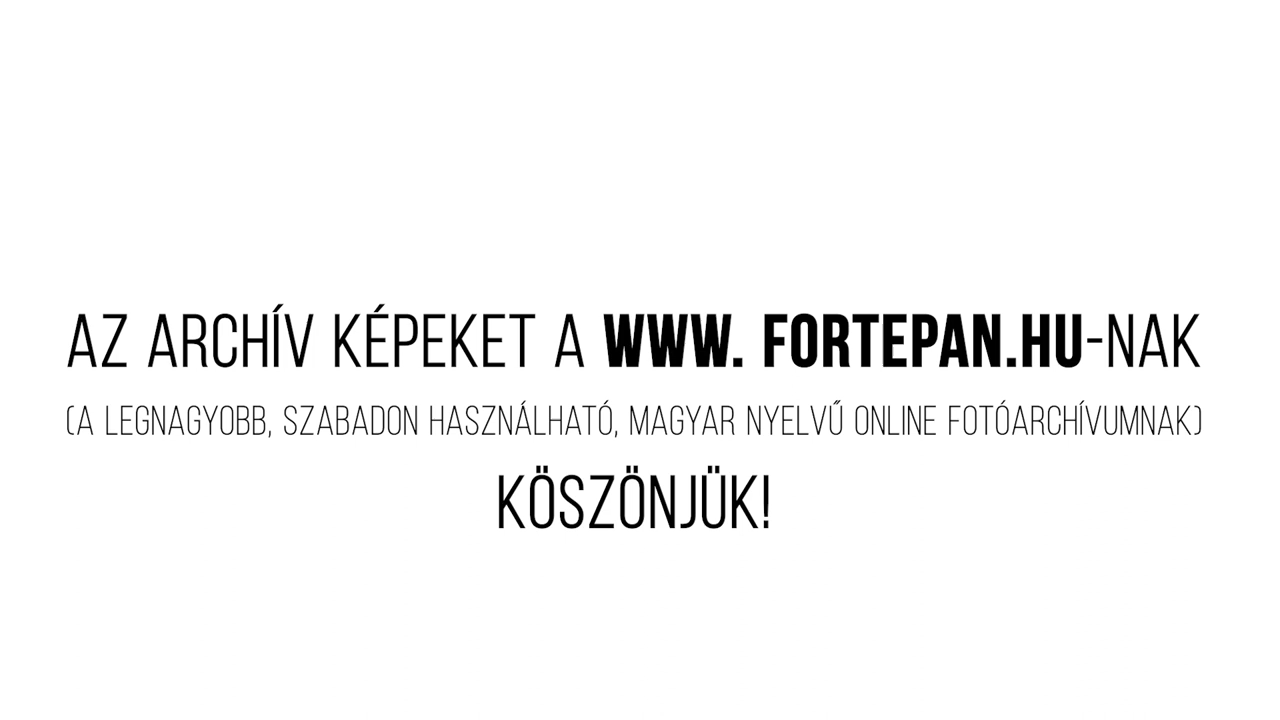 AZ ARCHÍV KÉPEKET A WWW. FORTEPAN.HU-NAK
(A LEGNAGYOBB, SZABADON HASZNÁLHATÓ, MAGYAR NYELVŰ ONLINE FOTÓARCHÍVUMNAK)
KÖSZÖNJÜK!